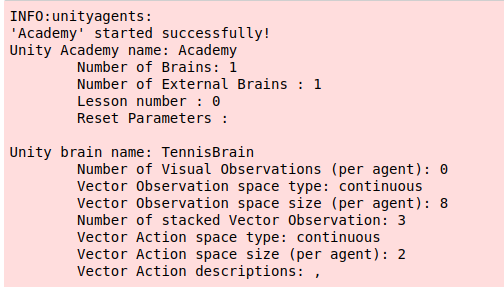 INFO:unityagents:
'Academy' started successfully!
Unity Academy name: Academy
        Number of Brains: 1
        Number of External Brains : 1
        Lesson number : 0
        Reset Parameters :

Unity brain name: TennisBrain
        Number of Visual Observations (per agent): 0
        Vector Observation space type: continuous
        Vector Observation space size (per agent): 8
        Number of stacked Vector Observation: 3
        Vector Action space type: continuous
        Vector Action space size (per agent): 2
        Vector Action descriptions: ,